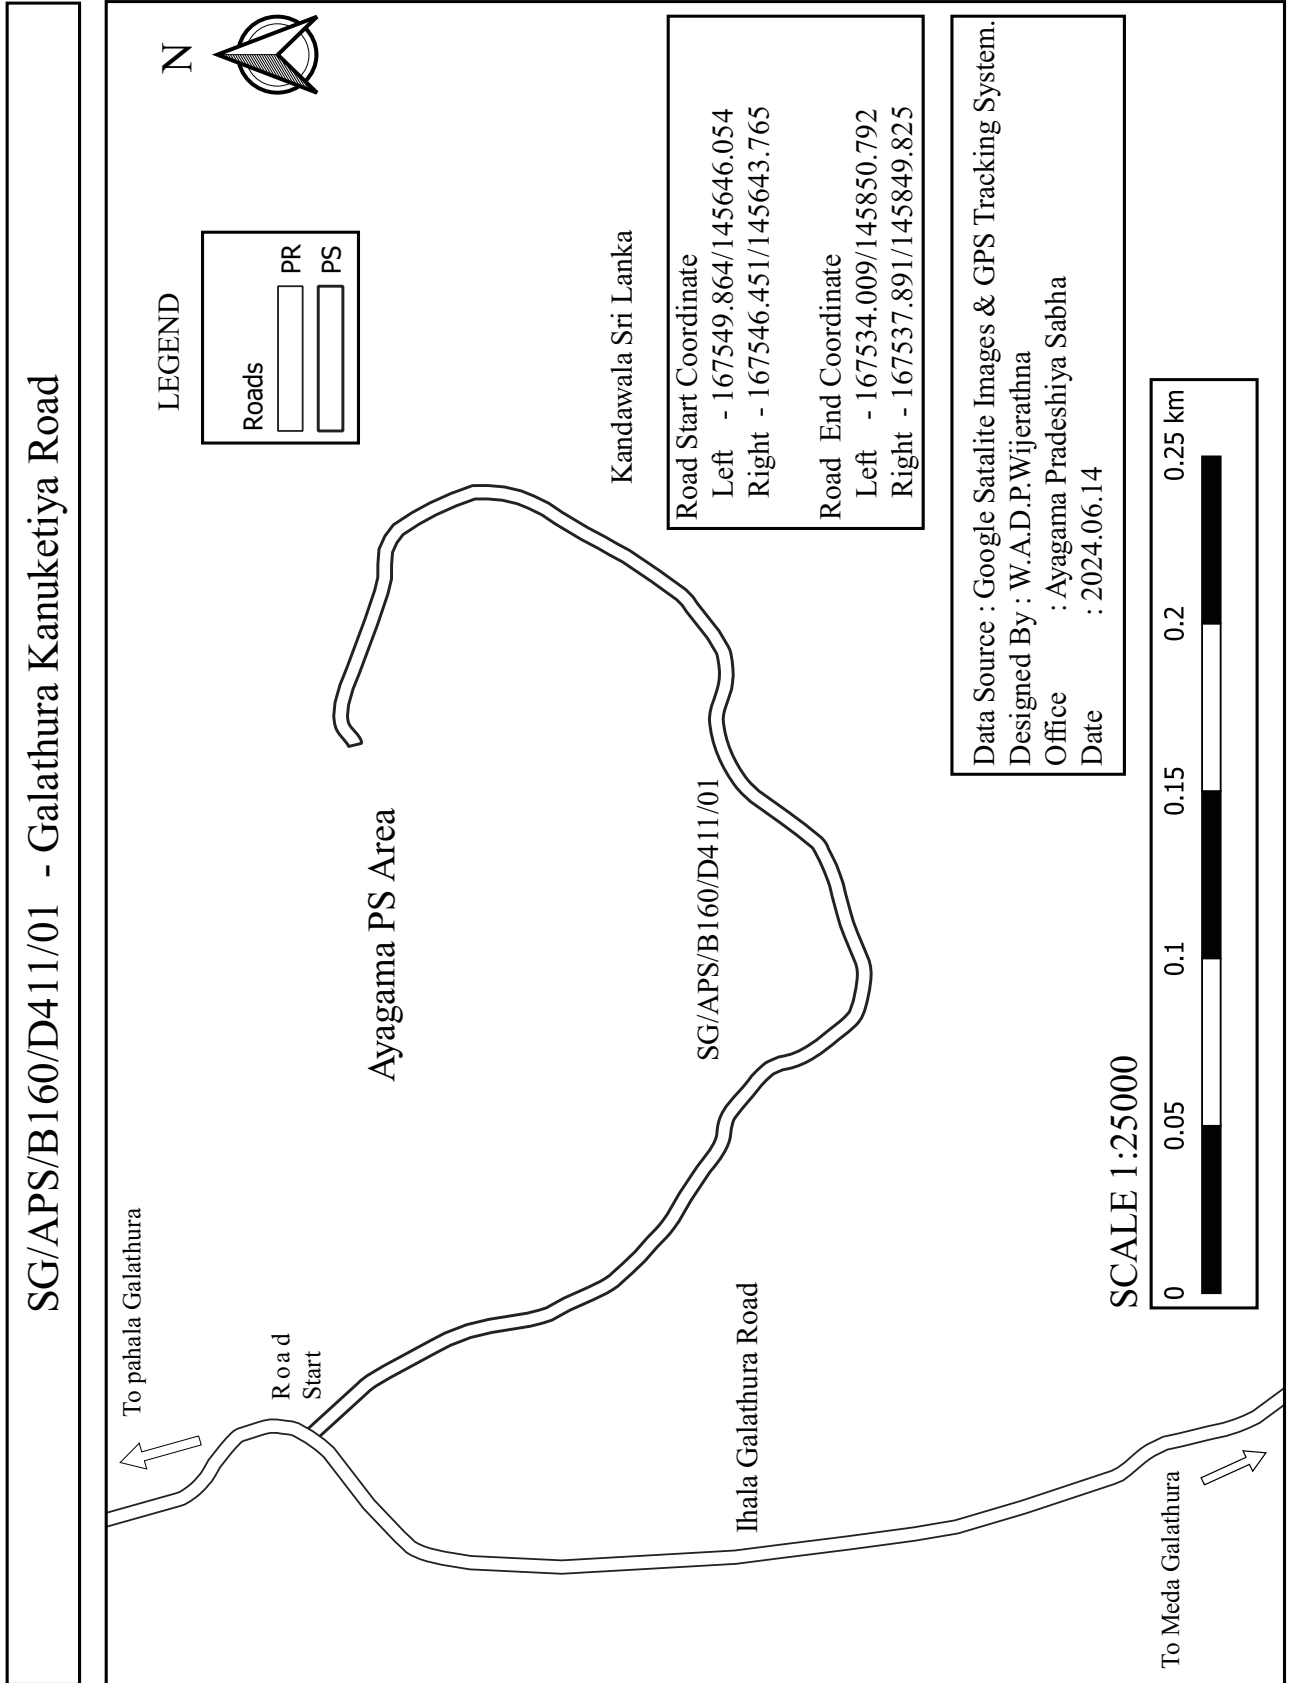 SG/APS/B160/D411/01 - Galathura Kanuketiya Road
N
LEGEND
Roads
PR
PS
To pahala Galathura
Road
Start
Ayagama PS Area
Kandawala Sri Lanka
SG/APS/B160/D411/01
Ihala Galathura Road
Road Start Coordinate
Left - 167549.864/145646.054
Right - 167546.451/145643.765
Road End Coordinate
Left - 167534.009/145850.792
Right - 167537.891/145849.825
Data Source : Google Satalite Images & GPS Tracking System.
Designed By : W.A.D.P.Wijerathna
Office : Ayagama Pradeshiya Sabha
Date : 2024.06.14
SCALE 1:25000
0 0.05 0.1 0.15 0.2 0.25 km
To Meda Galathura